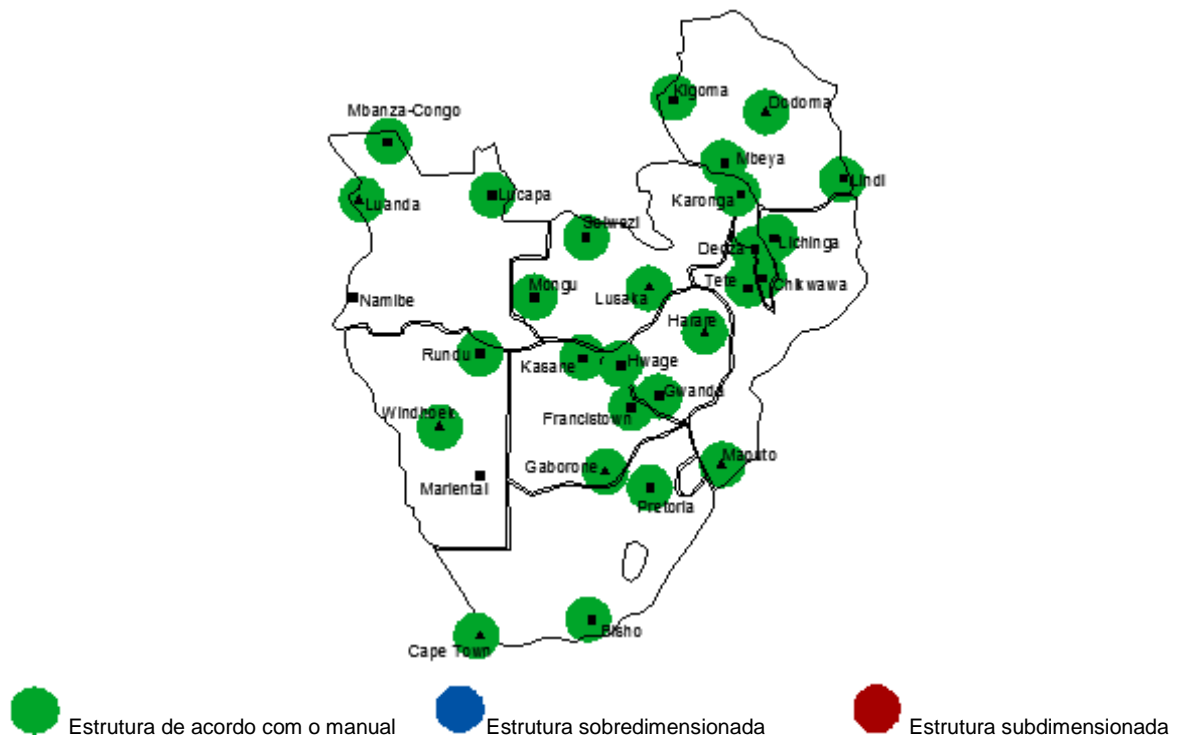 Kigoma
Dodoma
Mbanza-Congo
Mbeya
Lindi
Karonga
Lucapa
Luanda
Solwezi
Lichinga
Dedza
Tete
Chikwawa
Mongu
Lusaka
Namibe
Harare
Rundu
Kasane
Hwage
Gwanda
Francistown
Windhoek
Maputo
Gaborone
Mariental
Pretoria
Bisho
Cape Town
Estrutura de acordo com o manual
Estrutura sobredimensionada
Estrutura subdimensionada